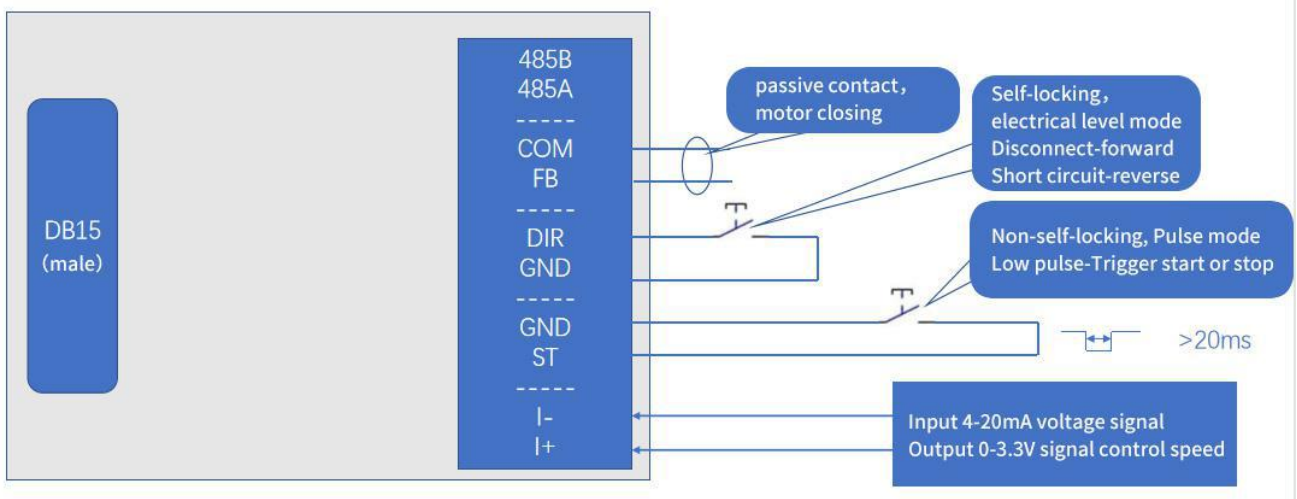 485B
485A
-----
COM
FB
-----
DIR
GND
-----
GND
ST
-----
I-
I+
DB15
(male)
passive contact,
motor closing
Self-locking,
electrical level mode
Disconnect-forward
Short circuit-reverse
Non-self-locking, Pulse mode
Low pulse-Trigger start or stop
>20ms
Input 4-20mA voltage signal
Output 0-3.3V signal control speed